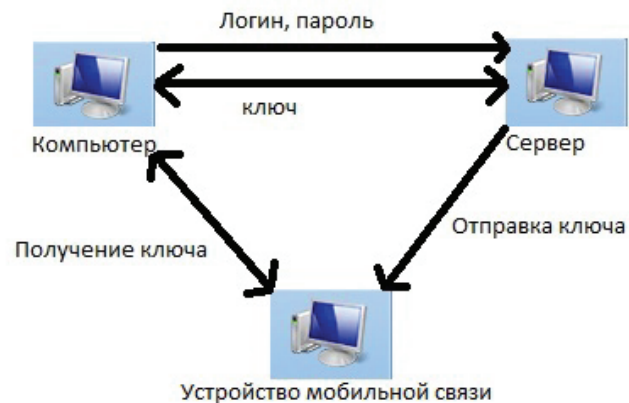 Логин, пароль
ключ
Компьютер
Сервер
Получение ключа
Отправка ключа
Устройство мобильной связи